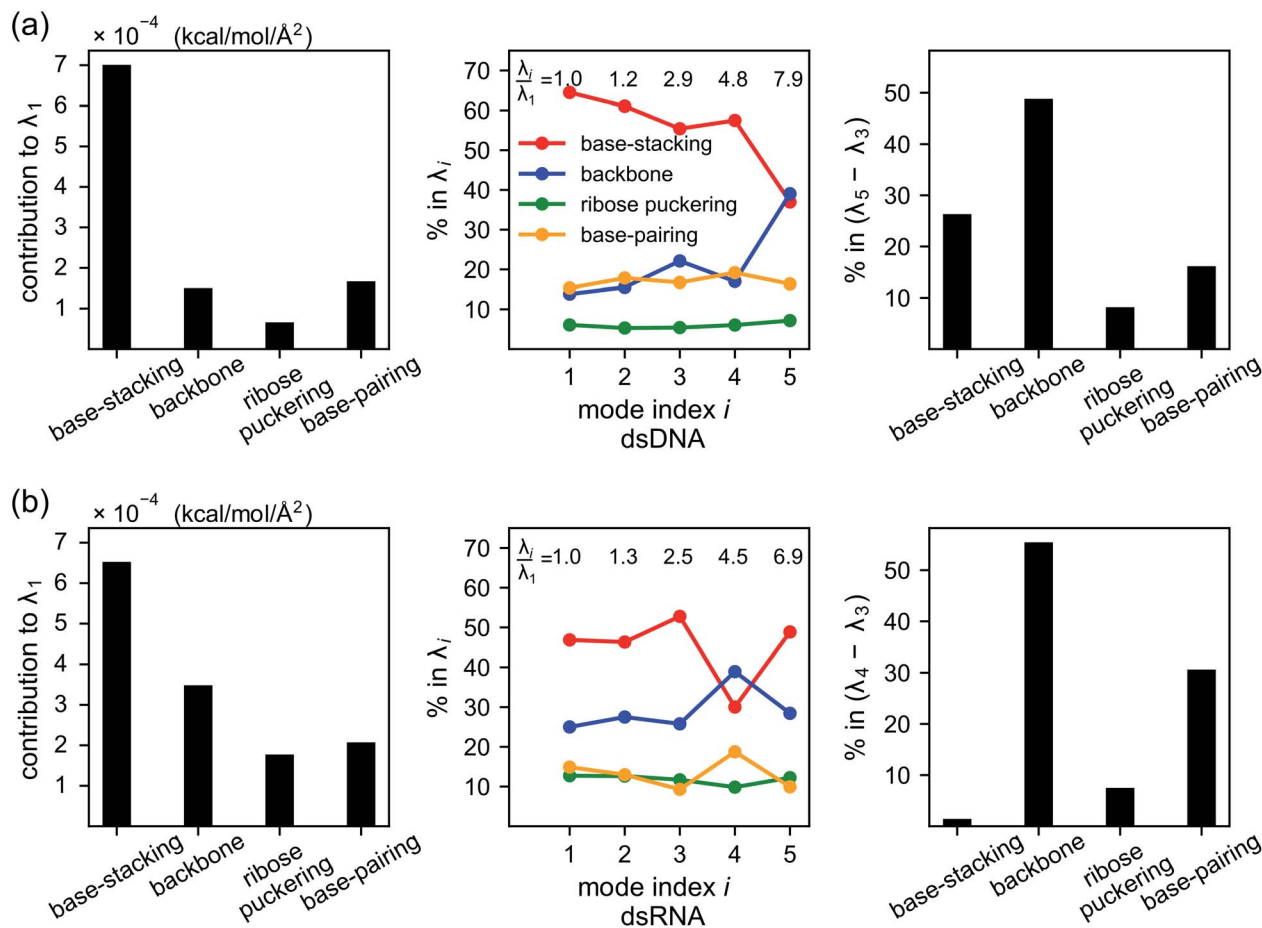 (a)
× 10⁻⁴ (kcal/mol/Å²)
contribution to λ₁
7
6
5
4
3
2
1
base-stacking
backbone
ribose
puckering
base-pairing
% in λᵢ
70
60
50
40
30
20
10
λᵢ/λ₁ =1.0 1.2 2.9 4.8 7.9
base-stacking
backbone
ribose puckering
base-pairing
1 2 3 4 5
mode index i
dsDNA
% in (λ₅ − λ₃)
50
40
30
20
10
base-stacking
backbone
ribose
puckering
base-pairing
(b)
× 10⁻⁴ (kcal/mol/Å²)
contribution to λ₁
7
6
5
4
3
2
1
base-stacking
backbone
ribose
puckering
base-pairing
% in λᵢ
70
60
50
40
30
20
10
λᵢ/λ₁ =1.0 1.3 2.5 4.5 6.9
1 2 3 4 5
mode index i
dsRNA
% in (λ₄ − λ₃)
50
40
30
20
10
base-stacking
backbone
ribose
puckering
base-pairing